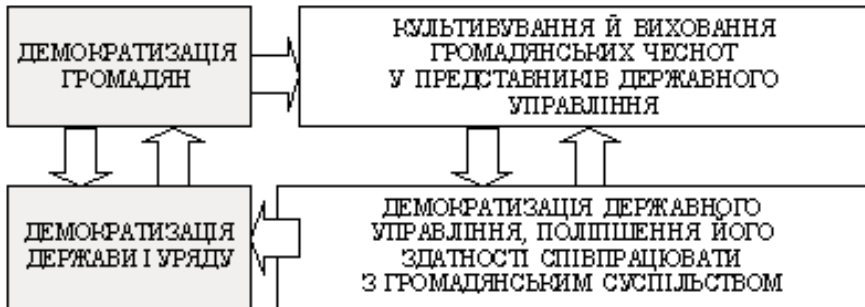 ДЕМОКРАТИЗАЦІЯ
ГРОМАДЯН
КУЛЬТИВУВАННЯ Й ВИХОВАННЯ
ГРОМАДЯНСЬКИХ ЧЕСНОТ
У ПРЕДСТАВНИКІВ ДЕРЖАВНОГО
УПРАВЛІННЯ
ДЕМОКРАТИЗАЦІЯ
ДЕРЖАВИ І УРЯДУ
ДЕМОКРАТИЗАЦІЯ ДЕРЖАВНОГО
УПРАВЛІННЯ, ПОЛІПШЕННЯ ЙОГО
ЗДАТНОСТІ СПІВПРАЦЮВАТИ
З ГРОМАДЯНСЬКИМ СУСПІЛЬСТВОМ